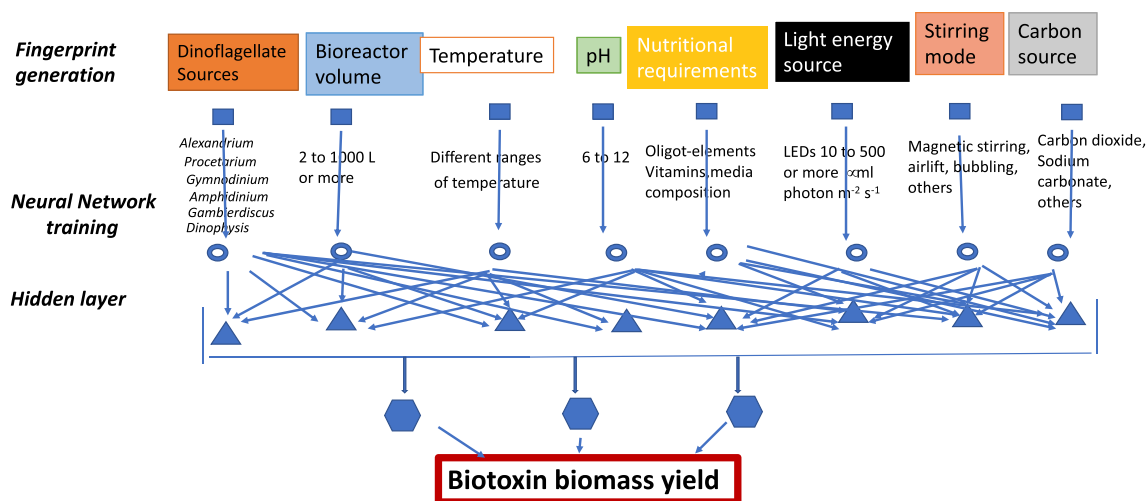 Fingerprint
generation
Dinoflagellate
Sources
Bioreactor
volume
Temperature
pH
Nutritional
requirements
Light energy
source
Stirring
mode
Carbon
source
Neural Network
training
Alexandrium
Procetarium
Gymnodinium
Amphidinium
Gambierdiscus
Dinophysis
2 to 1000 L
or more
Different ranges
of temperature
6 to 12
Oligot-elements
Vitamins,media
composition
LEDs 10 to 500
or more ∝ml
photon m⁻² s⁻¹
Magnetic stirring,
airlift, bubbling,
others
Carbon dioxide,
Sodium
carbonate,
others
Hidden layer
Biotoxin biomass yield